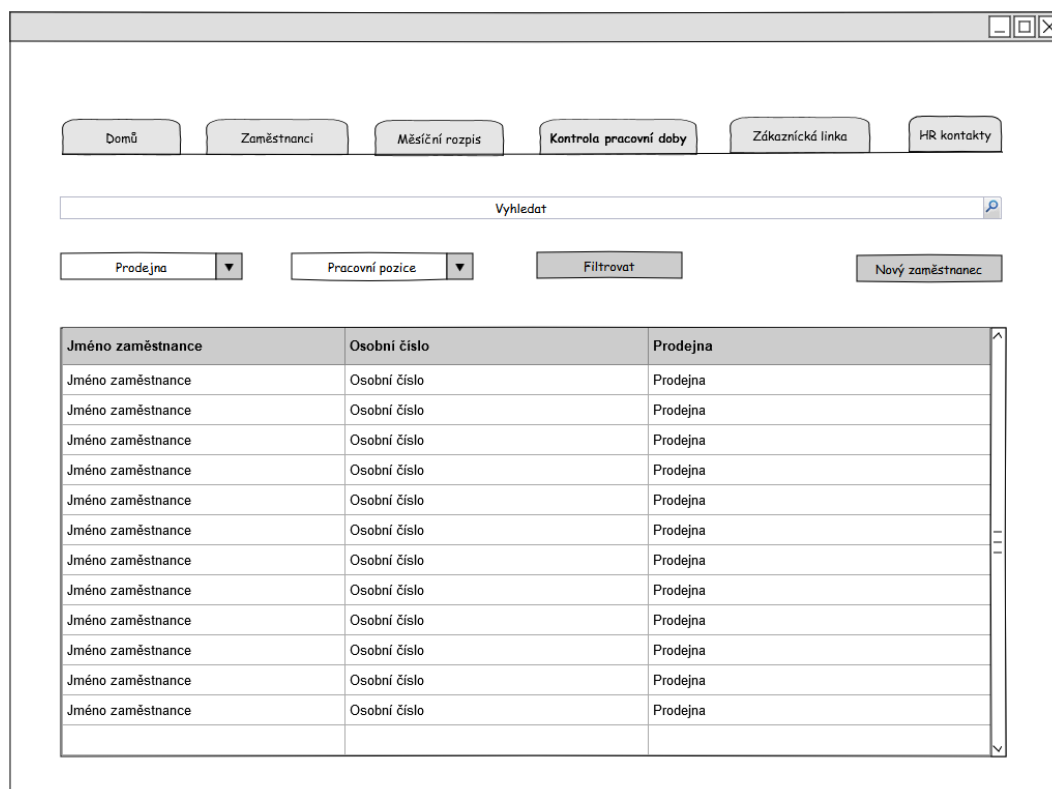 Domů
Zaměstnanci
Měsíční rozpis
Kontrola pracovní doby
Zákaznická linka
HR kontakty
Vyhledat
Prodejna
Pracovní pozice
Filtrovat
Nový zaměstnanec
Jméno zaměstnance Osobní číslo Prodejna
Jméno zaměstnance Osobní číslo Prodejna
Jméno zaměstnance Osobní číslo Prodejna
Jméno zaměstnance Osobní číslo Prodejna
Jméno zaměstnance Osobní číslo Prodejna
Jméno zaměstnance Osobní číslo Prodejna
Jméno zaměstnance Osobní číslo Prodejna
Jméno zaměstnance Osobní číslo Prodejna
Jméno zaměstnance Osobní číslo Prodejna
Jméno zaměstnance Osobní číslo Prodejna
Jméno zaměstnance Osobní číslo Prodejna
Jméno zaměstnance Osobní číslo Prodejna
Jméno zaměstnance Osobní číslo Prodejna